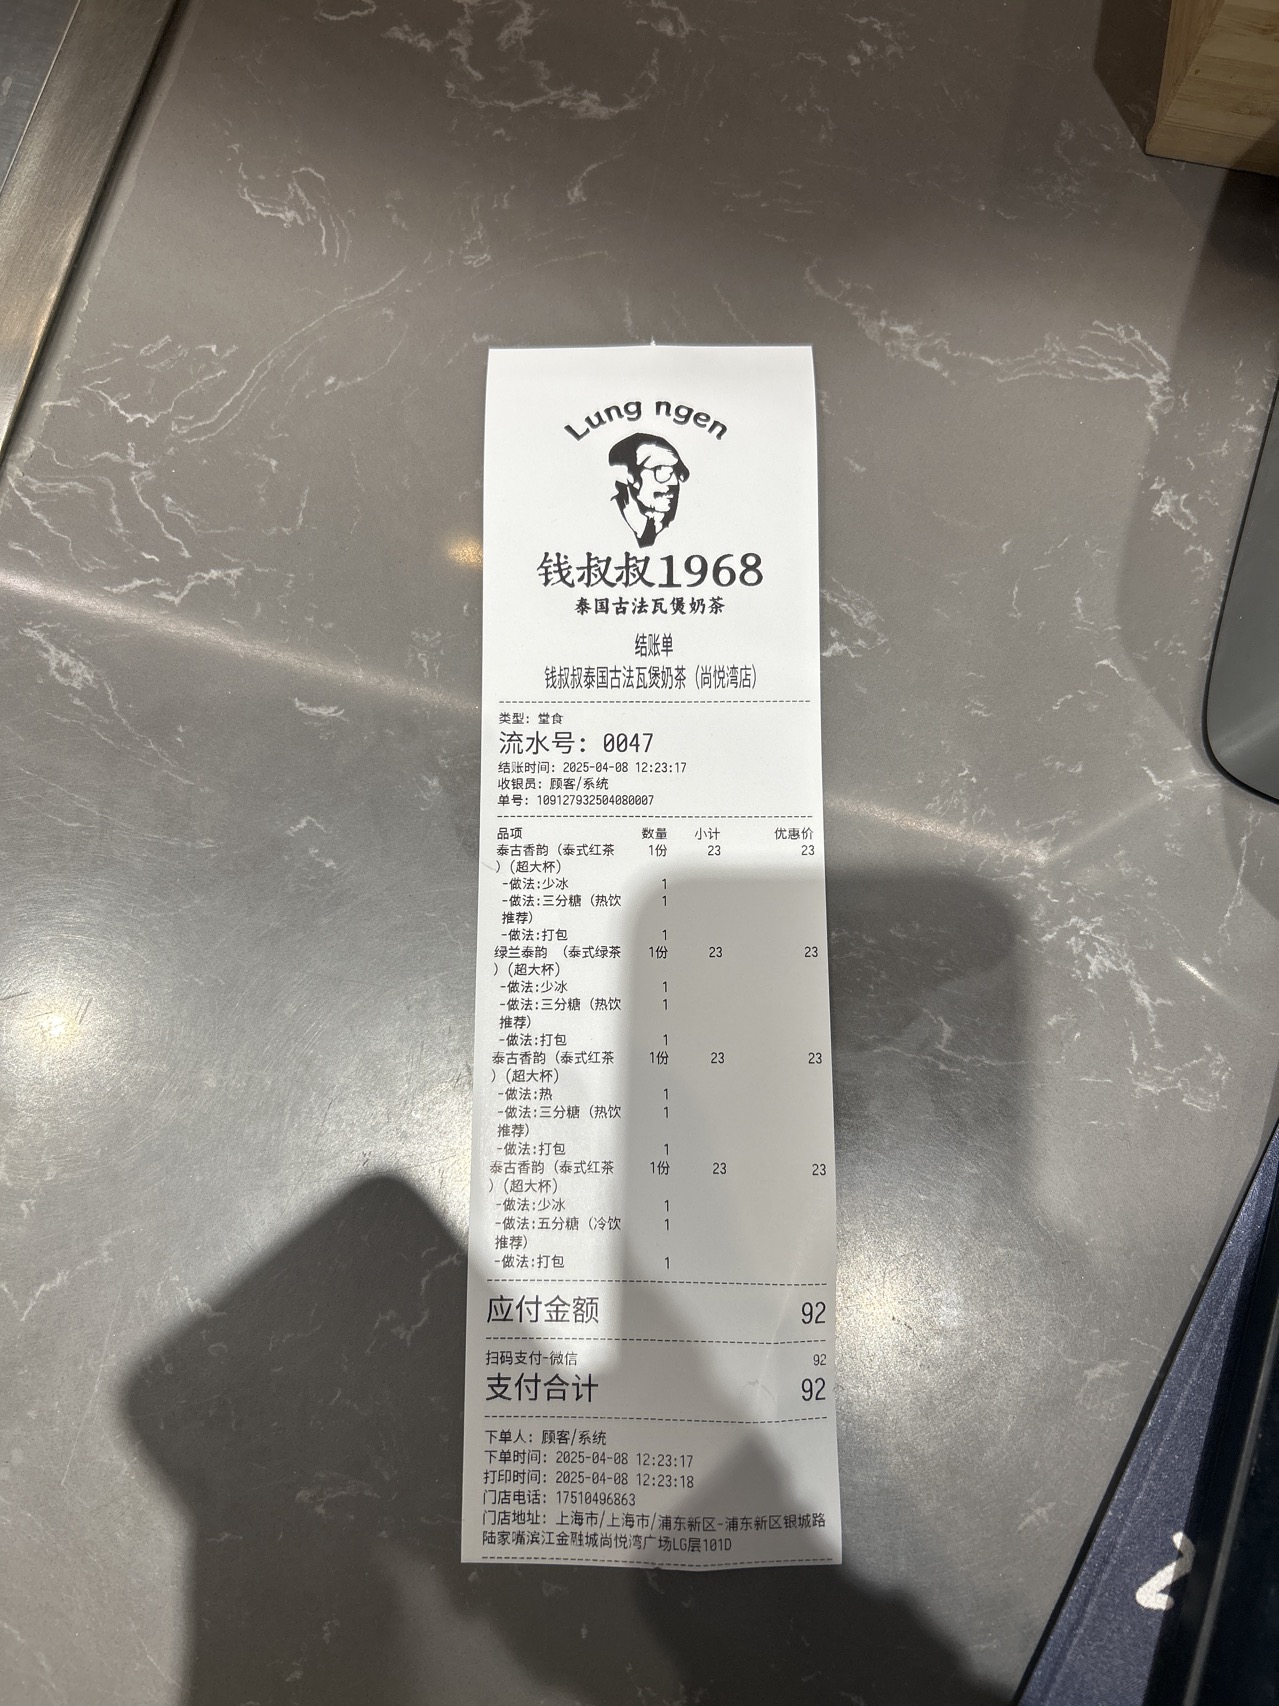 Lung ngen
钱叔叔1968
泰国古法瓦煲奶茶
结账单
钱叔叔泰国古法瓦煲奶茶（尚悦湾店）
类型：堂食
流水号：0047
结账时间：2025-04-08 12:23:17
收银员：顾客/系统
单号：109127932504080007
品项 数量 小计 优惠价
泰古香韵（泰式红茶 1份 23 23
）（超大杯）
-做法:少冰 1
-做法:三分糖（热饮 1
推荐）
-做法:打包 1
绿兰泰韵 （泰式绿茶 1份 23 23
）（超大杯）
-做法:少冰 1
-做法:三分糖（热饮 1
推荐）
-做法:打包 1
泰古香韵（泰式红茶 1份 23 23
）（超大杯）
-做法:热 1
-做法:三分糖（热饮 1
推荐）
-做法:打包 1
泰古香韵（泰式红茶 1份 23 23
）（超大杯）
-做法:少冰 1
-做法:五分糖（冷饮 1
推荐）
-做法:打包 1
应付金额 92
扫码支付-微信 92
支付合计 92
下单人：顾客/系统
下单时间：2025-04-08 12:23:17
打印时间：2025-04-08 12:23:18
门店电话：17510496863
门店地址：上海市/上海市/浦东新区-浦东新区银城路
陆家嘴滨江金融城尚悦湾广场LG层101D